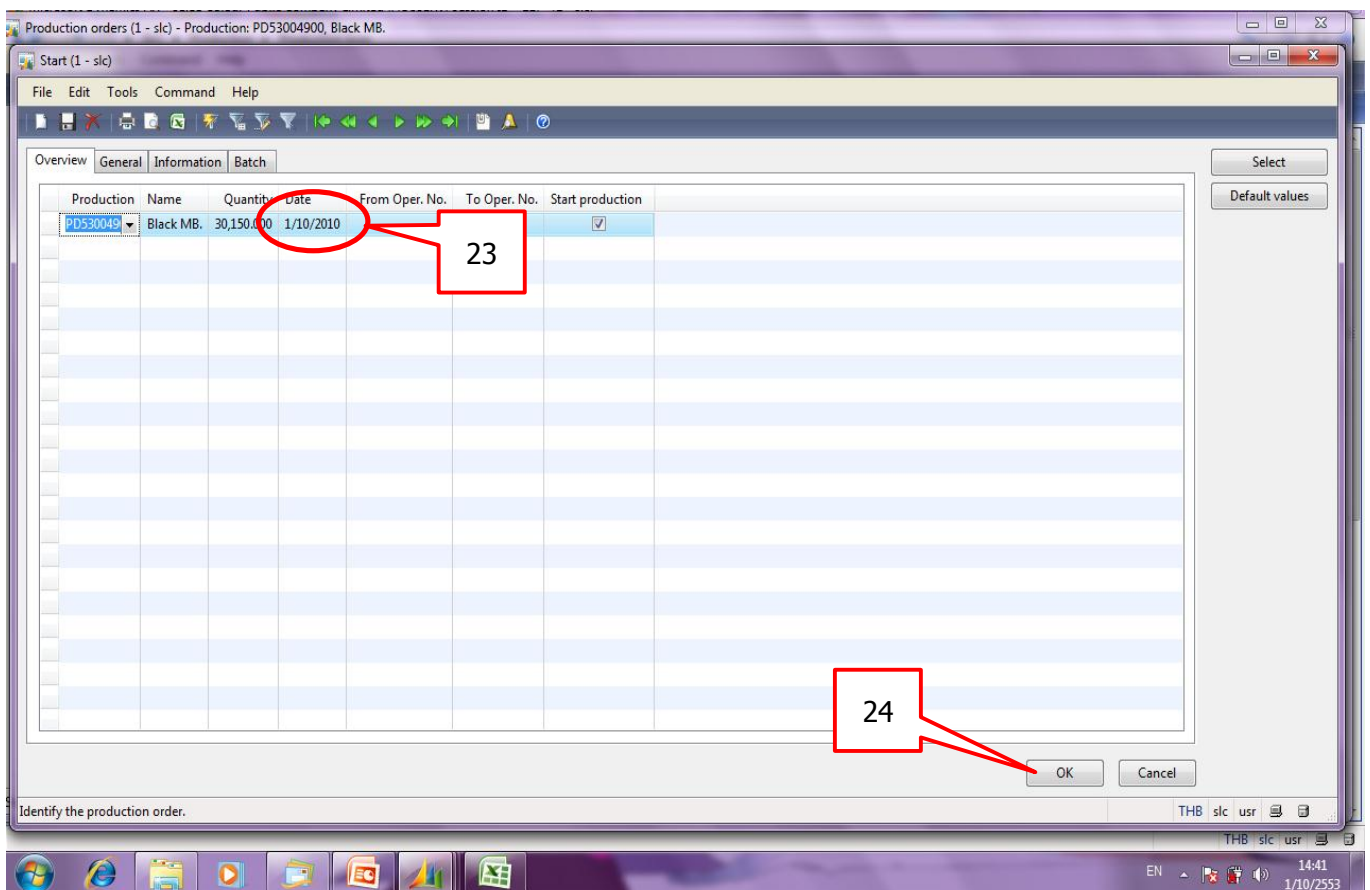 Production orders (1 - slc) - Production: PD53004900, Black MB.
Start (1 - slc)
File Edit Tools Command Help
Overview General Information Batch
Select
Default values
Production Name Quantity Date From Oper. No. To Oper. No. Start production
PD530049 Black MB. 30,150.000 1/10/2010
23
24
OK Cancel
Identify the production order.
THB slc usr
THB slc usr
EN
14:41
1/10/2553